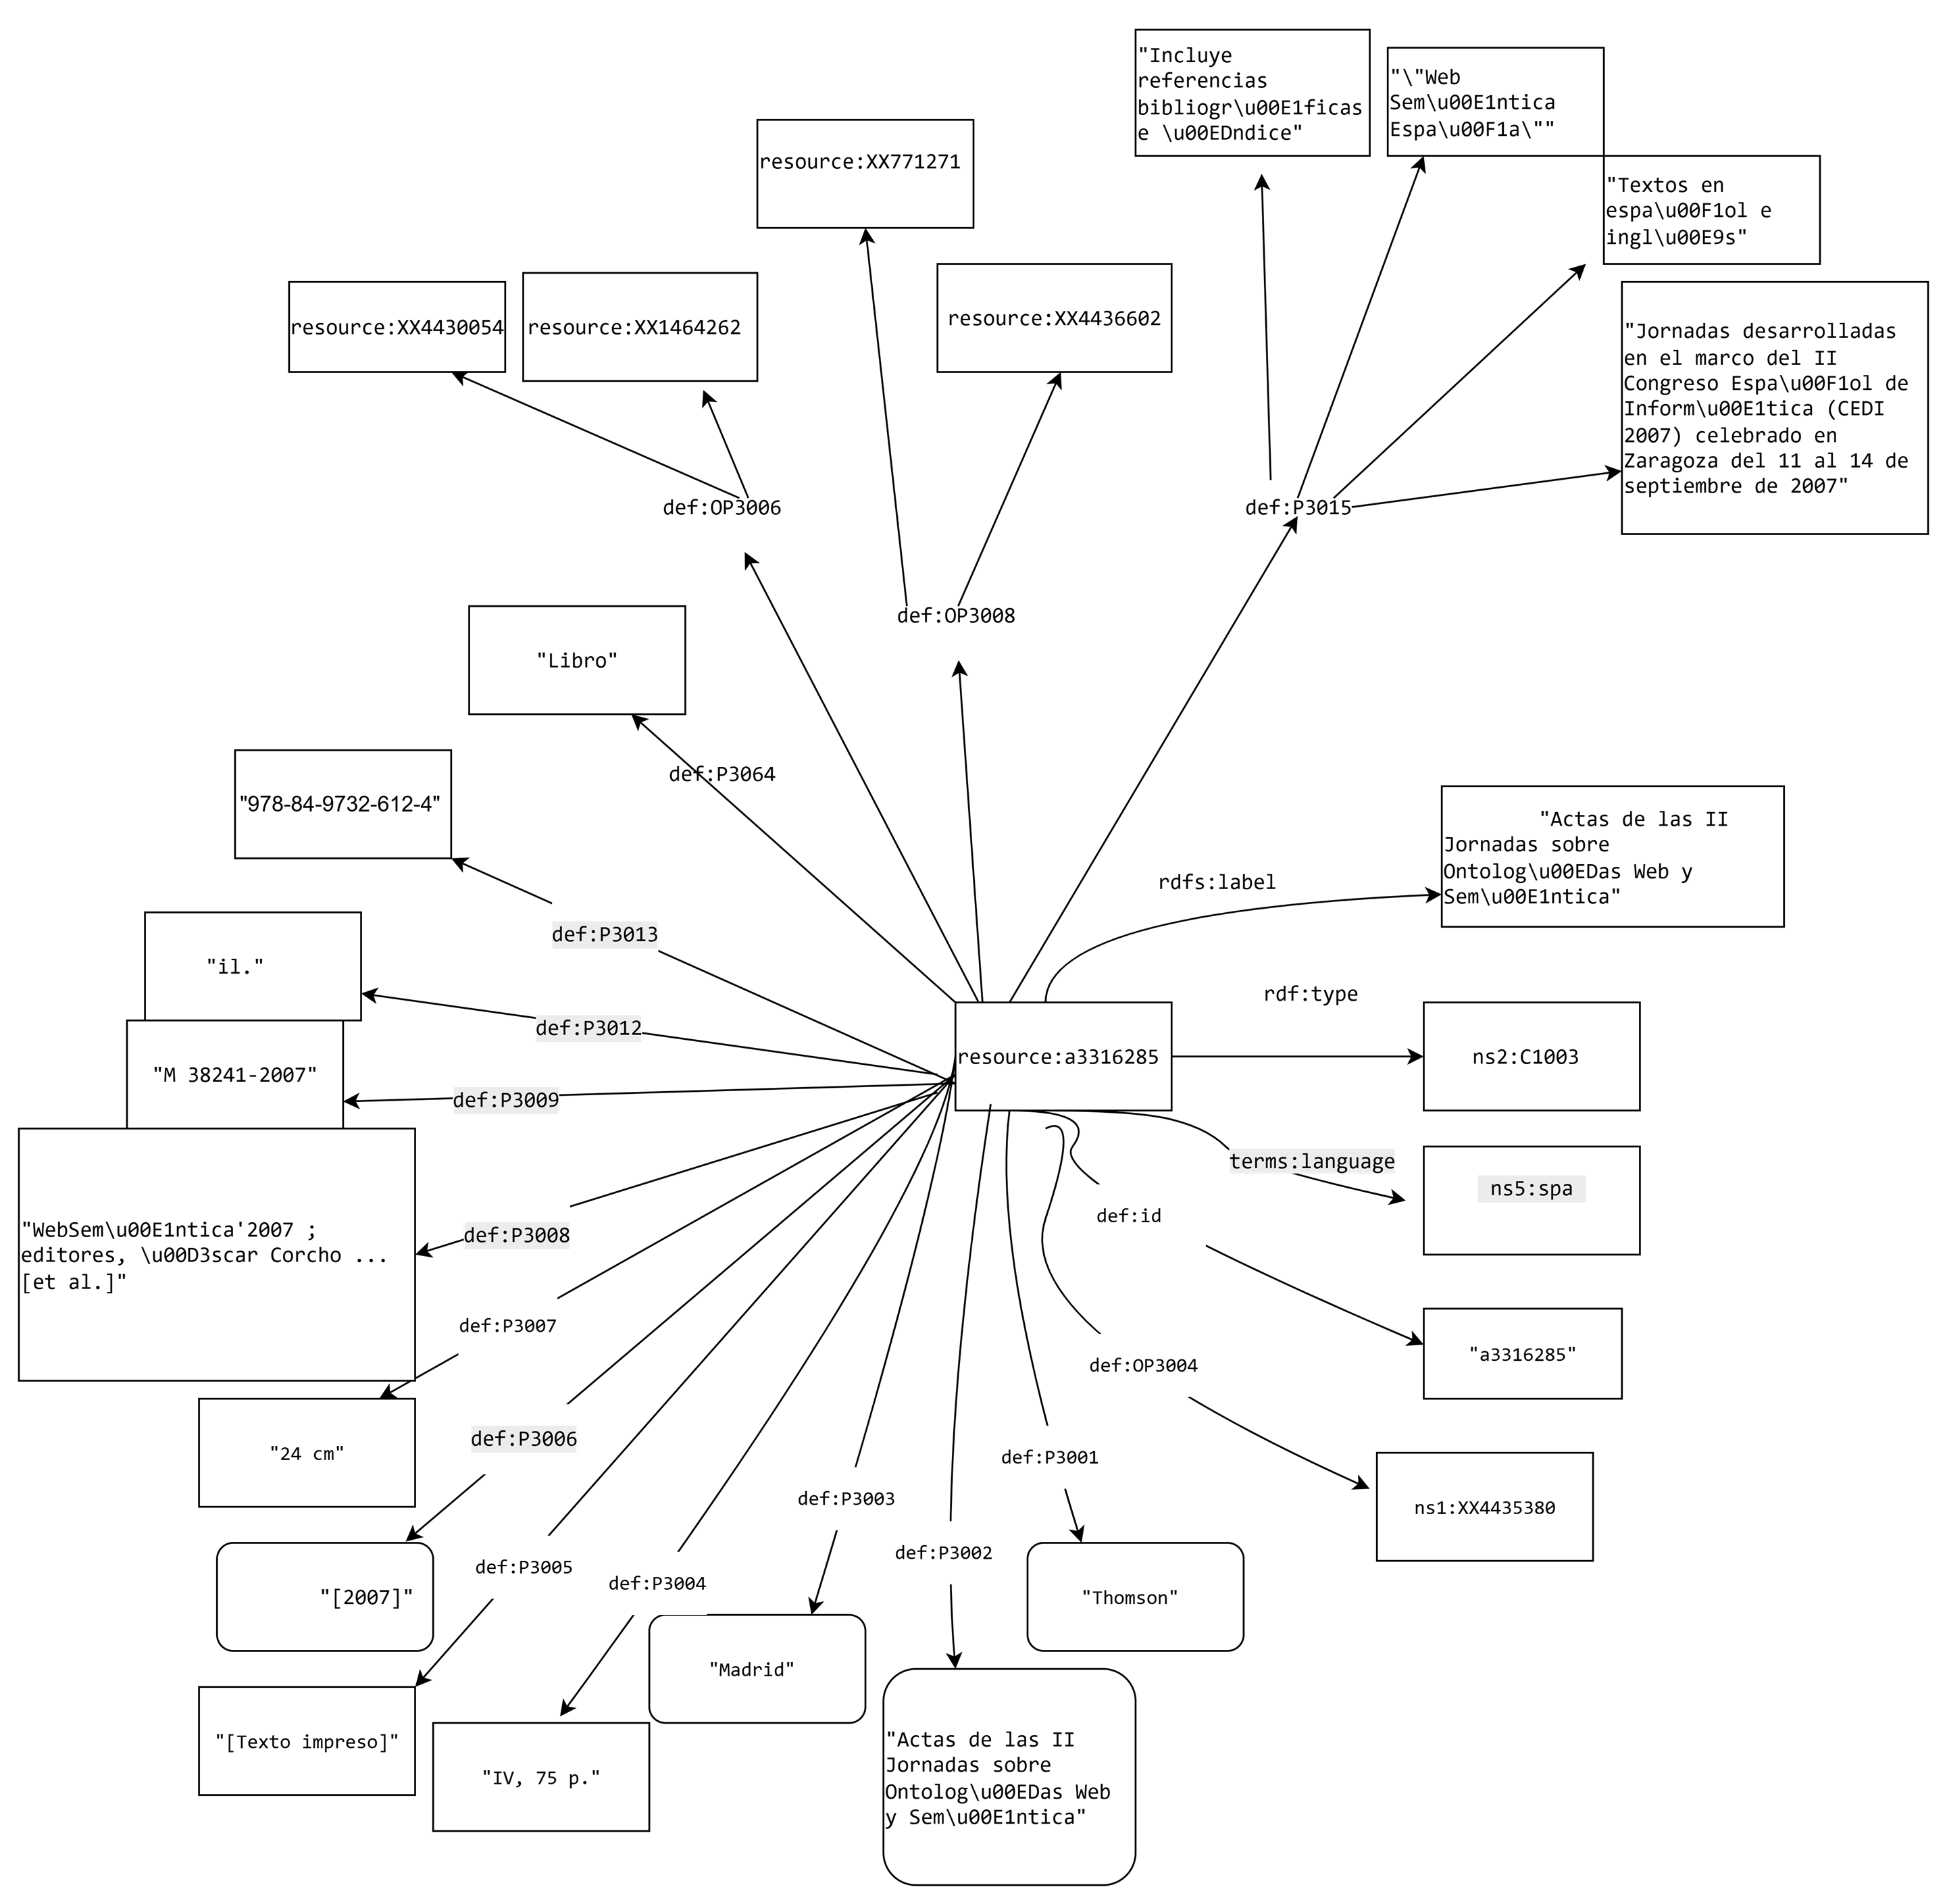 "Incluye
referencias
bibliogr\u00E1ficas
e \u00EDndice"
"\"Web
Sem\u00E1ntica
Espa\u00F1a\""
"Textos en
espa\u00F1ol e
ingl\u00E9s"
resource:XX771271
resource:XX4430054
resource:XX1464262
resource:XX4436602
"Jornadas desarrolladas
en el marco del II
Congreso Espa\u00F1ol de
Inform\u00E1tica (CEDI
2007) celebrado en
Zaragoza del 11 al 14 de
septiembre de 2007"
def:OP3006
def:P3015
def:OP3008
"Libro"
def:P3064
"978-84-9732-612-4"
"Actas de las II
Jornadas sobre
Ontolog\u00EDas Web y
Sem\u00E1ntica"
rdfs:label
def:P3013
"il."
rdf:type
def:P3012
resource:a3316285
ns2:C1003
"M 38241-2007"
def:P3009
terms:language
ns5:spa
def:id
"WebSem\u00E1ntica'2007 ;
editores, \u00D3scar Corcho ...
[et al.]"
def:P3008
def:P3007
"a3316285"
def:OP3004
"24 cm"
def:P3006
def:P3001
def:P3003
ns1:XX4435380
def:P3002
def:P3005
def:P3004
"[2007]"
"Thomson"
"Madrid"
"[Texto impreso]"
"IV, 75 p."
"Actas de las II
Jornadas sobre
Ontolog\u00EDas Web
y Sem\u00E1ntica"